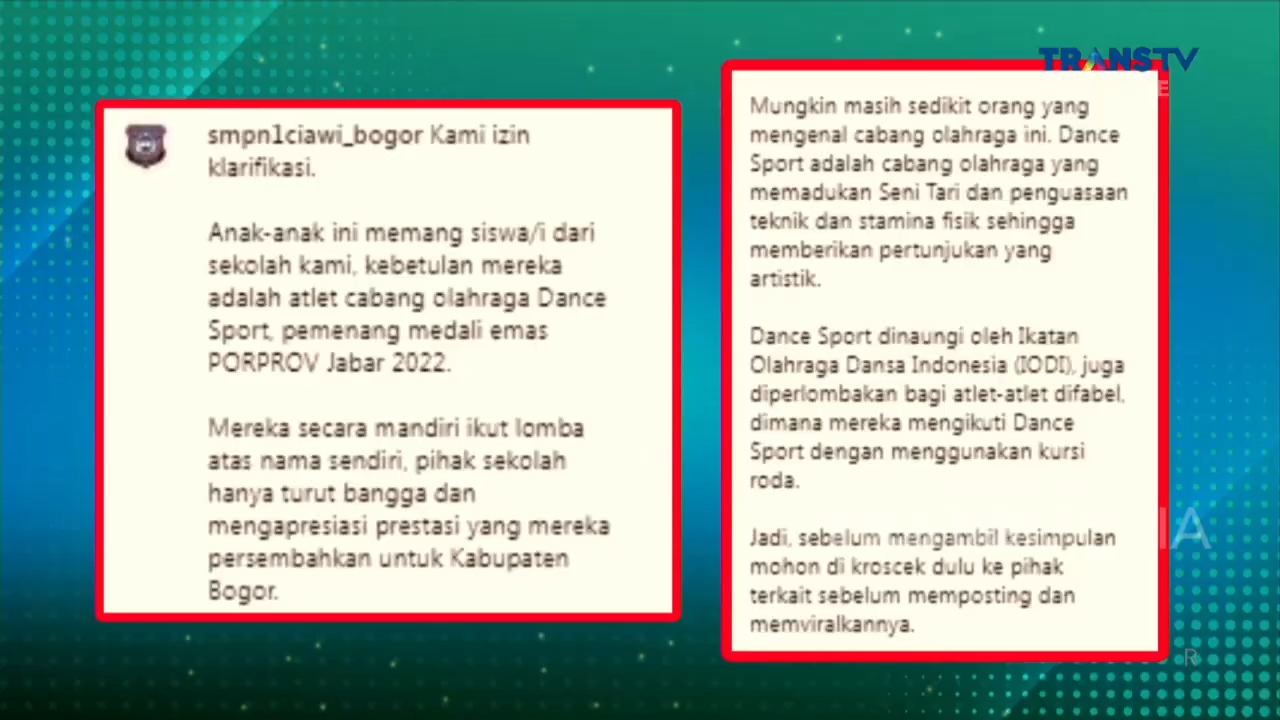 TRANSTV
smpn1ciawi_bogor Kami izin
klarifikasi.
Anak-anak ini memang siswa/i dari
sekolah kami, kebetulan mereka
adalah atlet cabang olahraga Dance
Sport, pemenang medali emas
PORPROV Jabar 2022.
Mereka secara mandiri ikut lomba
atas nama sendiri, pihak sekolah
hanya turut bangga dan
mengapresiasi prestasi yang mereka
persembahkan untuk Kabupaten
Bogor.
Mungkin masih sedikit orang yang
mengenal cabang olahraga ini. Dance
Sport adalah cabang olahraga yang
memadukan Seni Tari dan penguasaan
teknik dan stamina fisik sehingga
memberikan pertunjukan yang
artistik.
Dance Sport dinaungi oleh Ikatan
Olahraga Dansa Indonesia (IODI), juga
diperlombakan bagi atlet-atlet difabel,
dimana mereka mengikuti Dance
Sport dengan menggunakan kursi
roda.
Jadi, sebelum mengambil kesimpulan
mohon di kroscek dulu ke pihak
terkait sebelum memposting dan
memviralkannya.